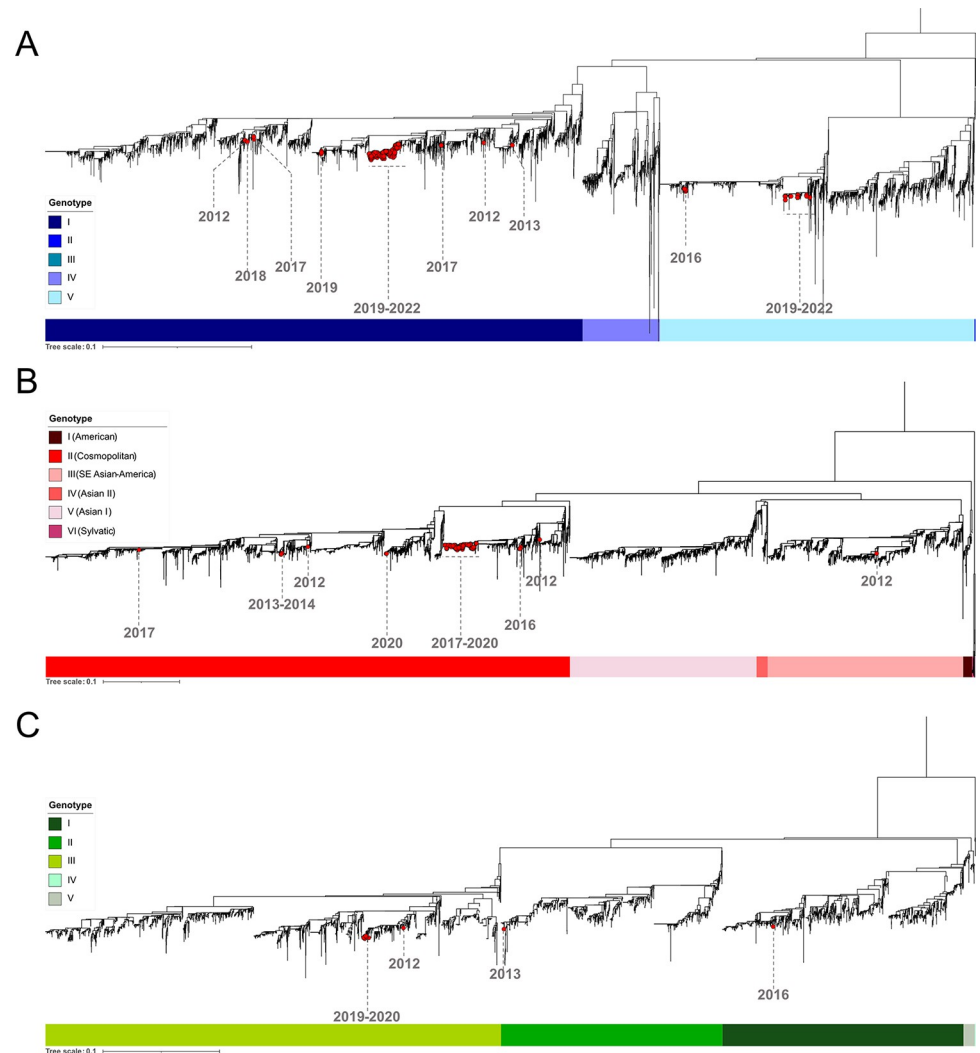 A
2012
2018
2017
2019
2019-2022
2017
2012
2013
2016
2019-2022
Genotype
I
II
III
IV
V
Tree scale: 0.1
B
Genotype
I (American)
II (Cosmopolitan)
III (SE Asian-America)
IV (Asian II)
V (Asian I)
VI (Sylvatic)
2017
2013-2014
2012
2020
2017-2020
2016
2012
2012
Tree scale: 0.1
C
Genotype
I
II
III
IV
V
2019-2020
2012
2013
2016
Tree scale: 0.1